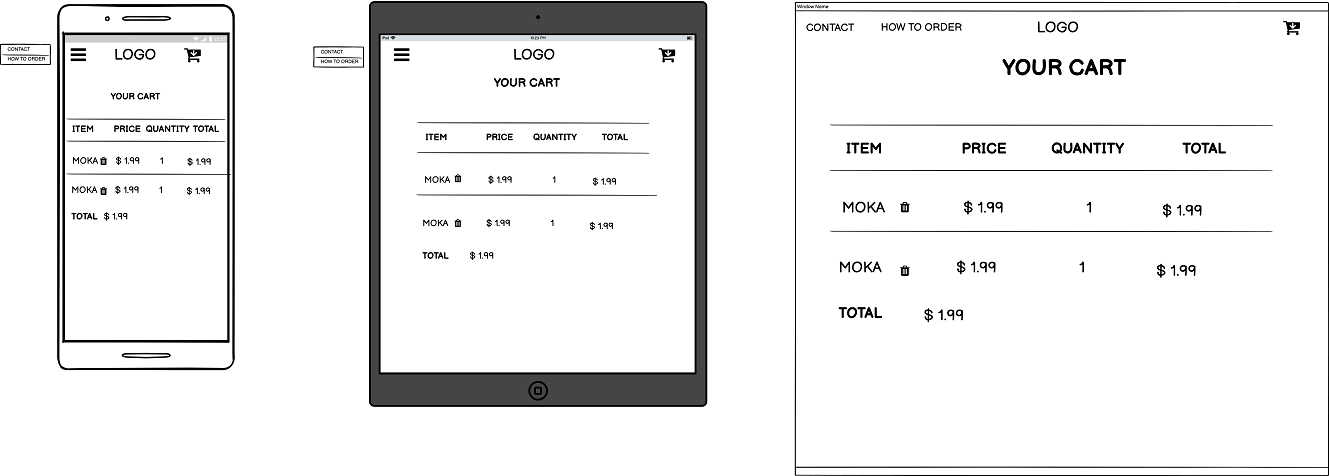 CONTACT
HOW TO ORDER
LOGO
YOUR CART
ITEM PRICE QUANTITY TOTAL
MOKA $ 1.99 1 $ 1.99
MOKA $ 1.99 1 $ 1.99
TOTAL $ 1.99
CONTACT
HOW TO ORDER
iPad 10:23 PM
LOGO
YOUR CART
ITEM PRICE QUANTITY TOTAL
MOKA $ 1.99 1 $ 1.99
MOKA $ 1.99 1 $ 1.99
TOTAL $ 1.99
Window Name
CONTACT HOW TO ORDER LOGO
YOUR CART
ITEM PRICE QUANTITY TOTAL
MOKA $ 1.99 1 $ 1.99
MOKA $ 1.99 1 $ 1.99
TOTAL $ 1.99